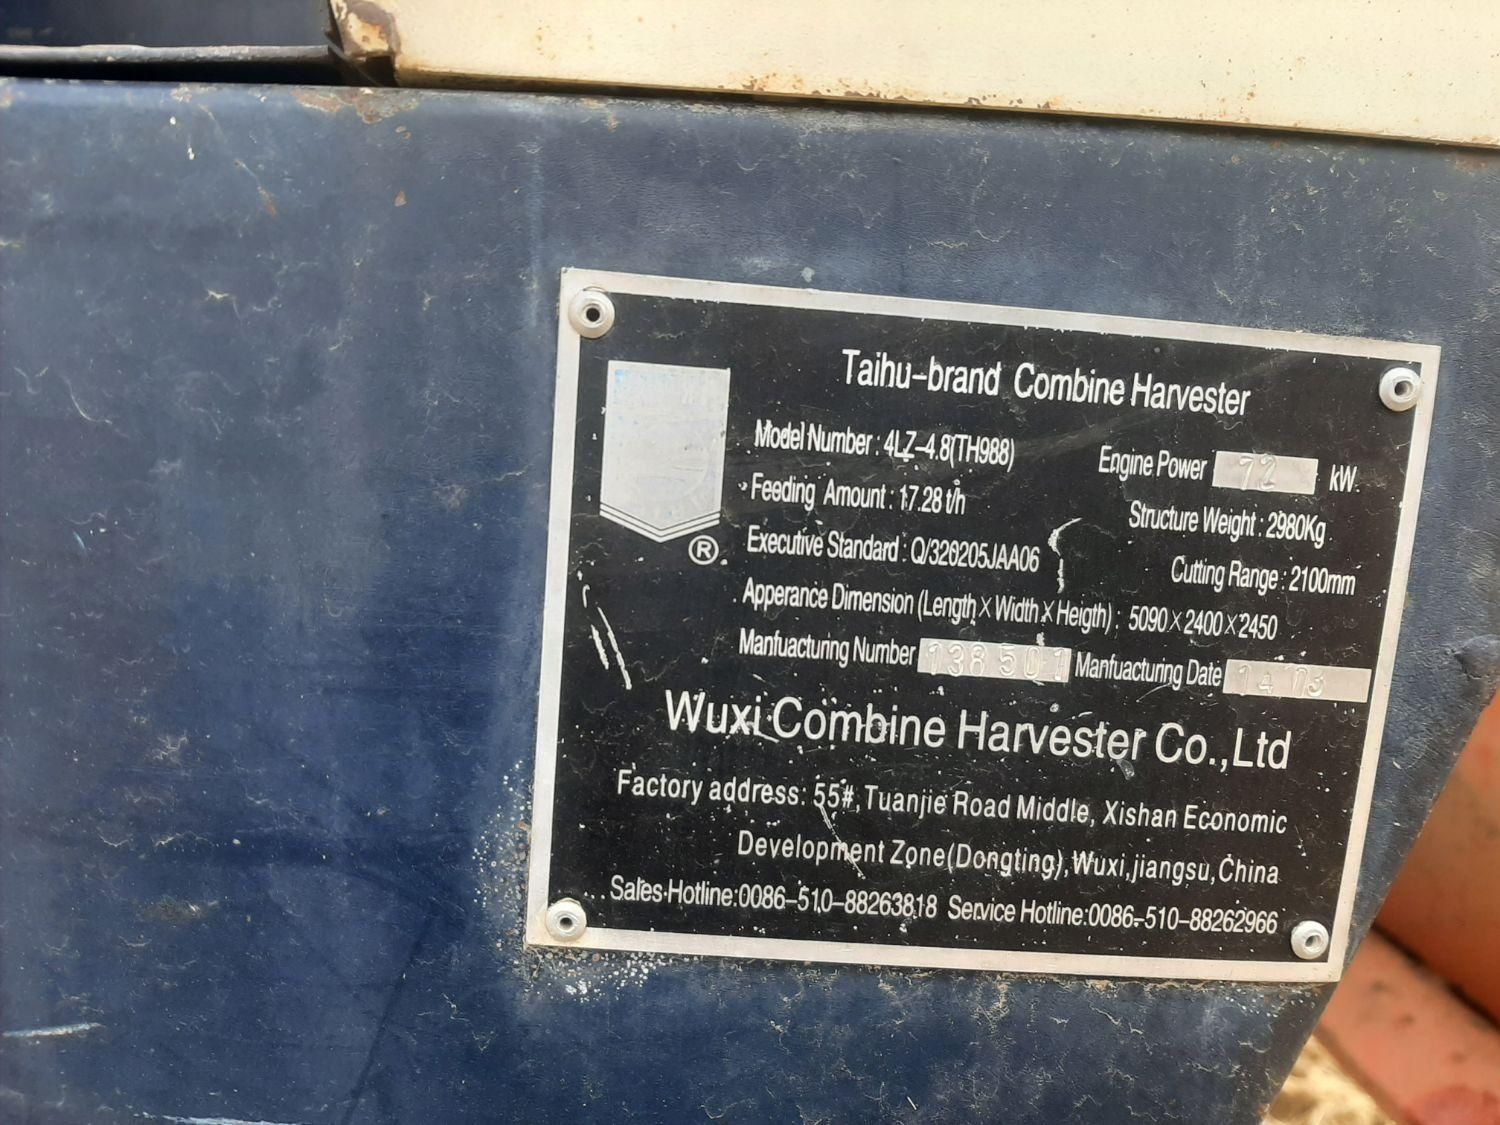 Taihu-brand Combine Harvester
Model Number : 4LZ-4.8(TH988) Engine Power 72 kW
Feeding Amount : 17.28 t/h Structure Weight : 2980Kg
Executive Standard : Q/320205JAA06 Cutting Range : 2100mm
Apperance Dimension (Length×Width×Heigth) : 5090×2400×2450
Manfuacturing Number 138501 Manfuacturing Date
®
Wuxi Combine Harvester Co.,Ltd
Factory address: 55#,Tuanjie Road Middle, Xishan Economic
Development Zone(Dongting),Wuxi,jiangsu,China
Sales Hotline:0086-510-88263818 Service Hotline:0086-510-88262966